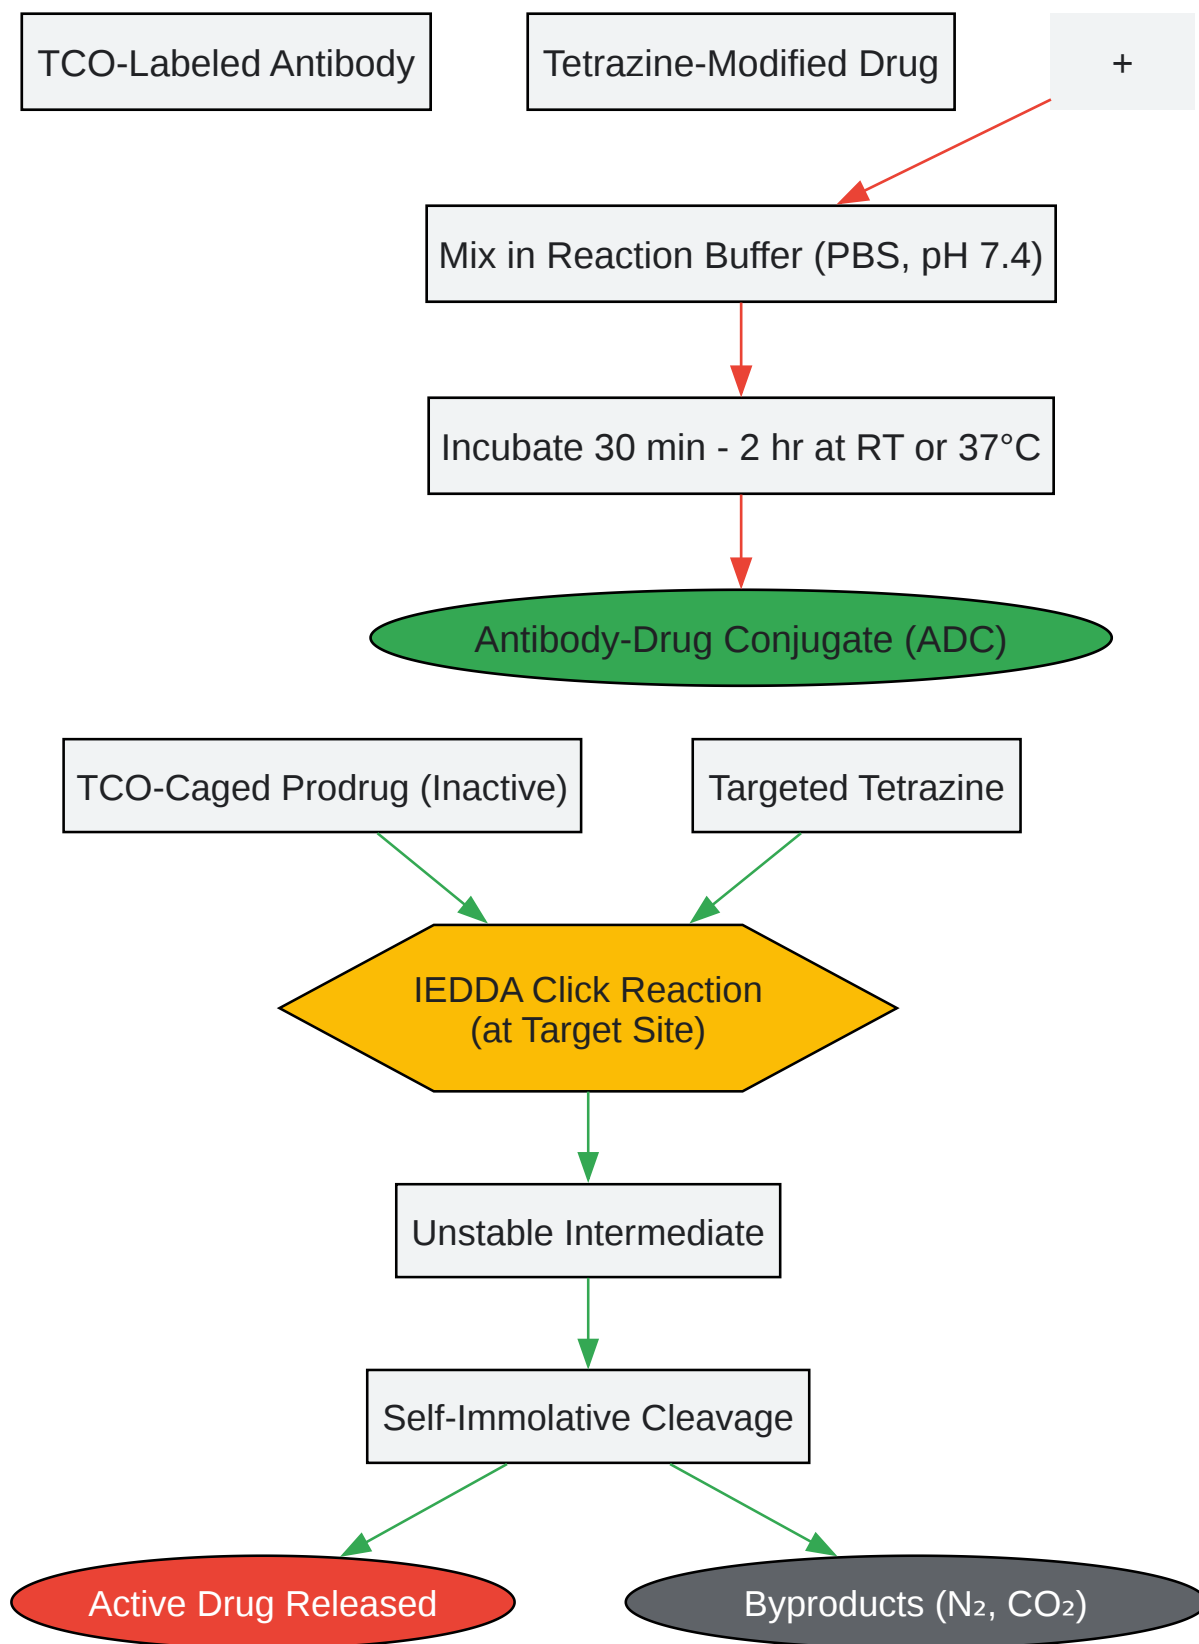 TCO-Labeled Antibody
Tetrazine-Modified Drug
+
Mix in Reaction Buffer (PBS, pH 7.4)
Incubate 30 min - 2 hr at RT or 37°C
Antibody-Drug Conjugate (ADC)
TCO-Caged Prodrug (Inactive)
Targeted Tetrazine
IEDDA Click Reaction
(at Target Site)
Unstable Intermediate
Self-Immolative Cleavage
Active Drug Released
Byproducts (N₂, CO₂)